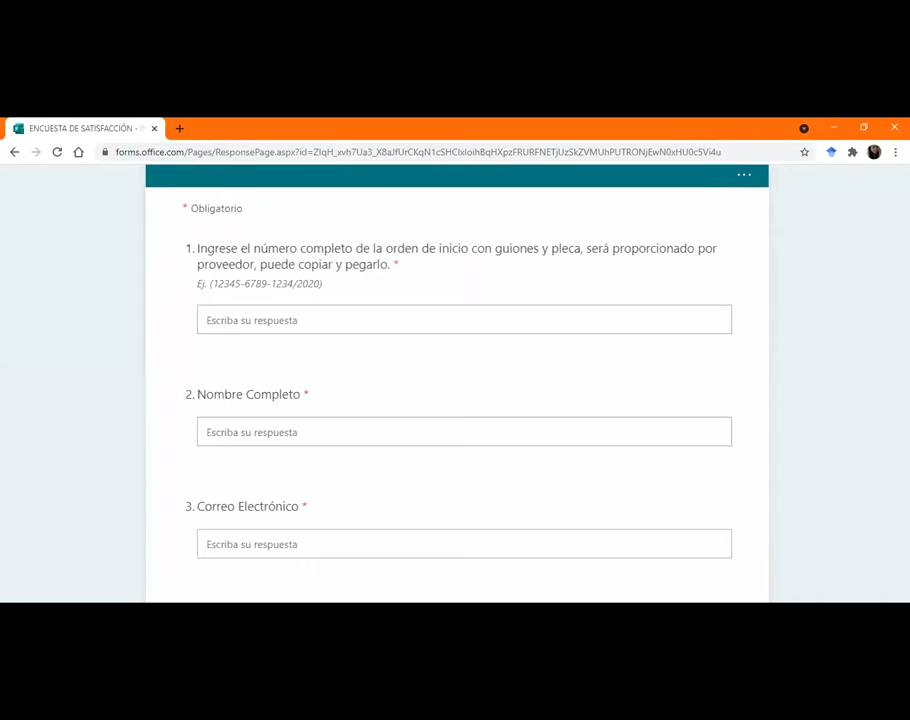 ENCUESTA DE SATISFACCIÓN -
forms.office.com/Pages/ResponsePage.aspx?id=ZIqH_xvh7Ua3_X8aJfUrCKqN1cSHClxIoihBqHXpzFRURFNETjUzSkZVMUhPUTRONjEwN0xHU0c5Vi4u
* Obligatorio
1. Ingrese el número completo de la orden de inicio con guiones y pleca, será proporcionado por
proveedor, puede copiar y pegarlo. *
Ej. (12345-6789-1234/2020)
Escriba su respuesta
2. Nombre Completo *
Escriba su respuesta
3. Correo Electrónico *
Escriba su respuesta